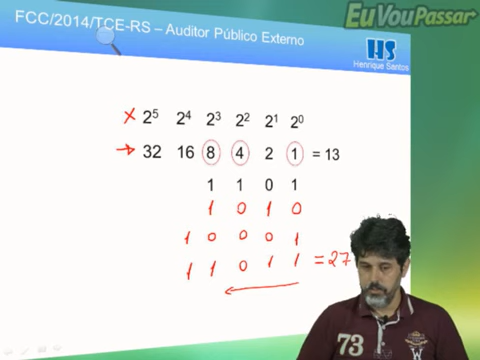 EuVouPassar
FCC/2014/TCE-RS – Auditor Público Externo
HS
Henrique Santos
X 2⁵ 2⁴ 2³ 2² 2¹ 2⁰
→ 32 16 8 4 2 1 = 13
1 1 0 1
1 0 1 0
1 0 0 0 1
1 1 0 1 1 = 27
73